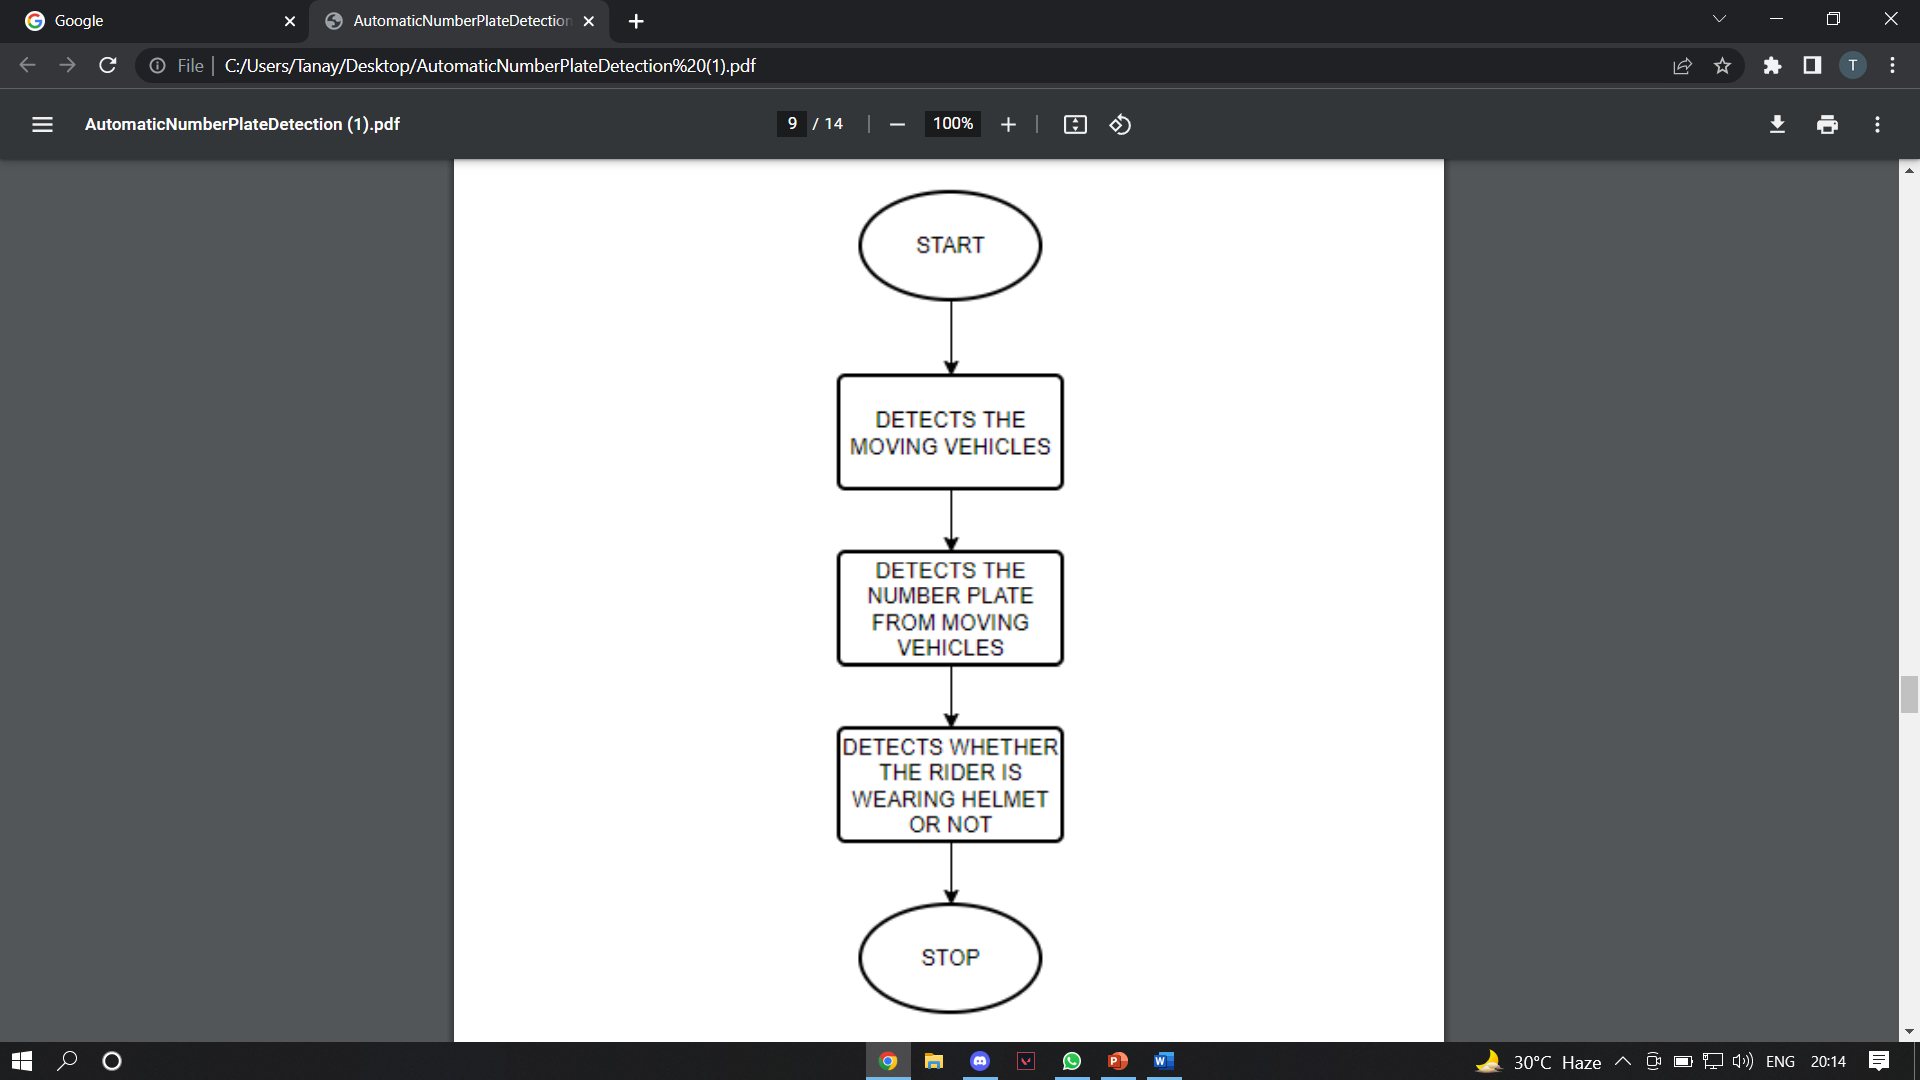 Google
AutomaticNumberPlateDetection
File
C:/Users/Tanay/Desktop/AutomaticNumberPlateDetection%20(1).pdf
T
AutomaticNumberPlateDetection (1).pdf
9 / 14
100%
START
DETECTS THE
MOVING VEHICLES
DETECTS THE
NUMBER PLATE
FROM MOVING
VEHICLES
DETECTS WHETHER
THE RIDER IS
WEARING HELMET
OR NOT
STOP
30°C Haze
ENG
20:14